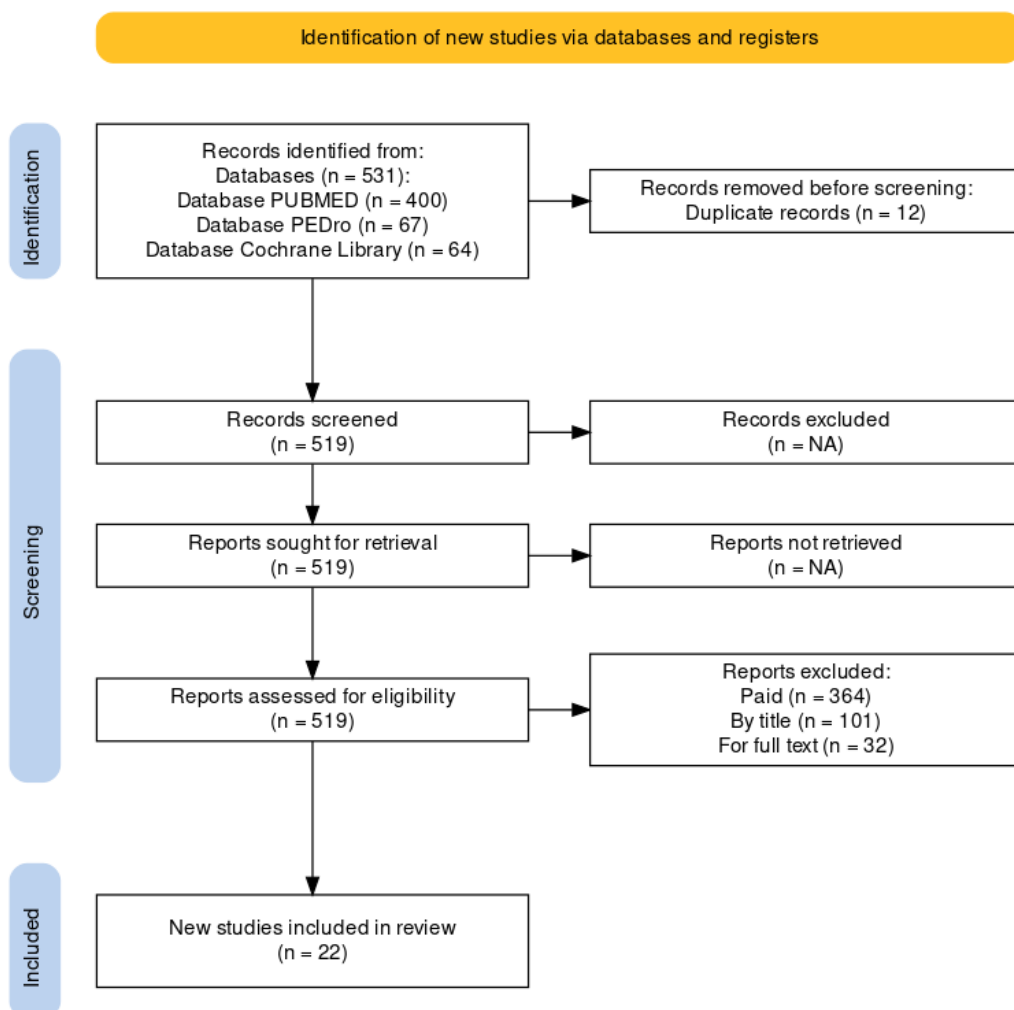 Identification of new studies via databases and registers
Identification
Records identified from:
Databases (n = 531):
Database PUBMED (n = 400)
Database PEDro (n = 67)
Database Cochrane Library (n = 64)
Records removed before screening:
Duplicate records (n = 12)
Screening
Records screened
(n = 519)
Records excluded
(n = NA)
Reports sought for retrieval
(n = 519)
Reports not retrieved
(n = NA)
Reports assessed for eligibility
(n = 519)
Reports excluded:
Paid (n = 364)
By title (n = 101)
For full text (n = 32)
Included
New studies included in review
(n = 22)